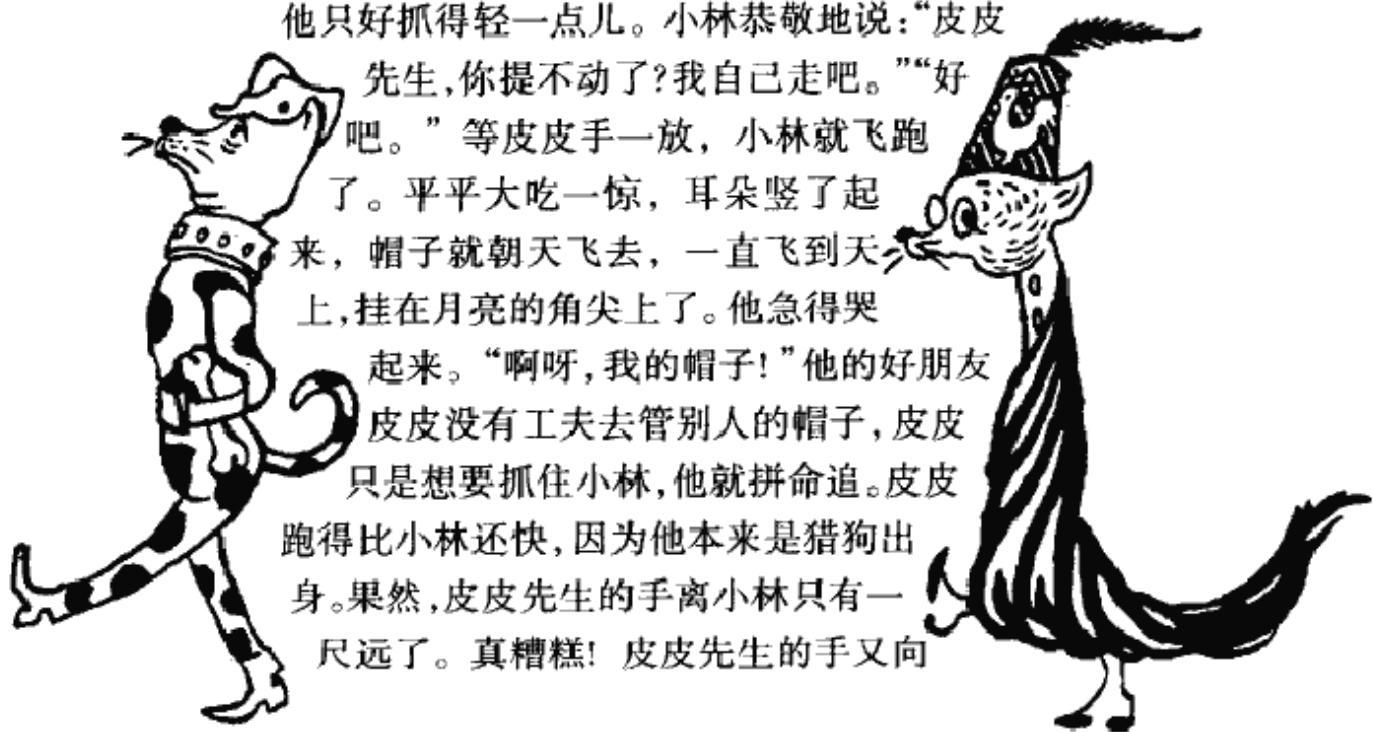 他只好抓得轻一点儿。小林恭敬地说：“皮皮
先生，你提不动了？我自己走吧。”“好
吧。”等皮皮手一放，小林就飞跑
了。平平大吃一惊，耳朵竖了起
来，帽子就朝天飞去，一直飞到天
上，挂在月亮的角尖上了。他急得哭
起来。“啊呀，我的帽子！”他的好朋友
皮皮没有工夫去管别人的帽子，皮皮
只是想要抓住小林，他就拼命追。皮皮
跑得比小林还快，因为他本来是猎狗出
身。果然，皮皮先生的手离小林只有一
尺远了。真糟糕！皮皮先生的手又向